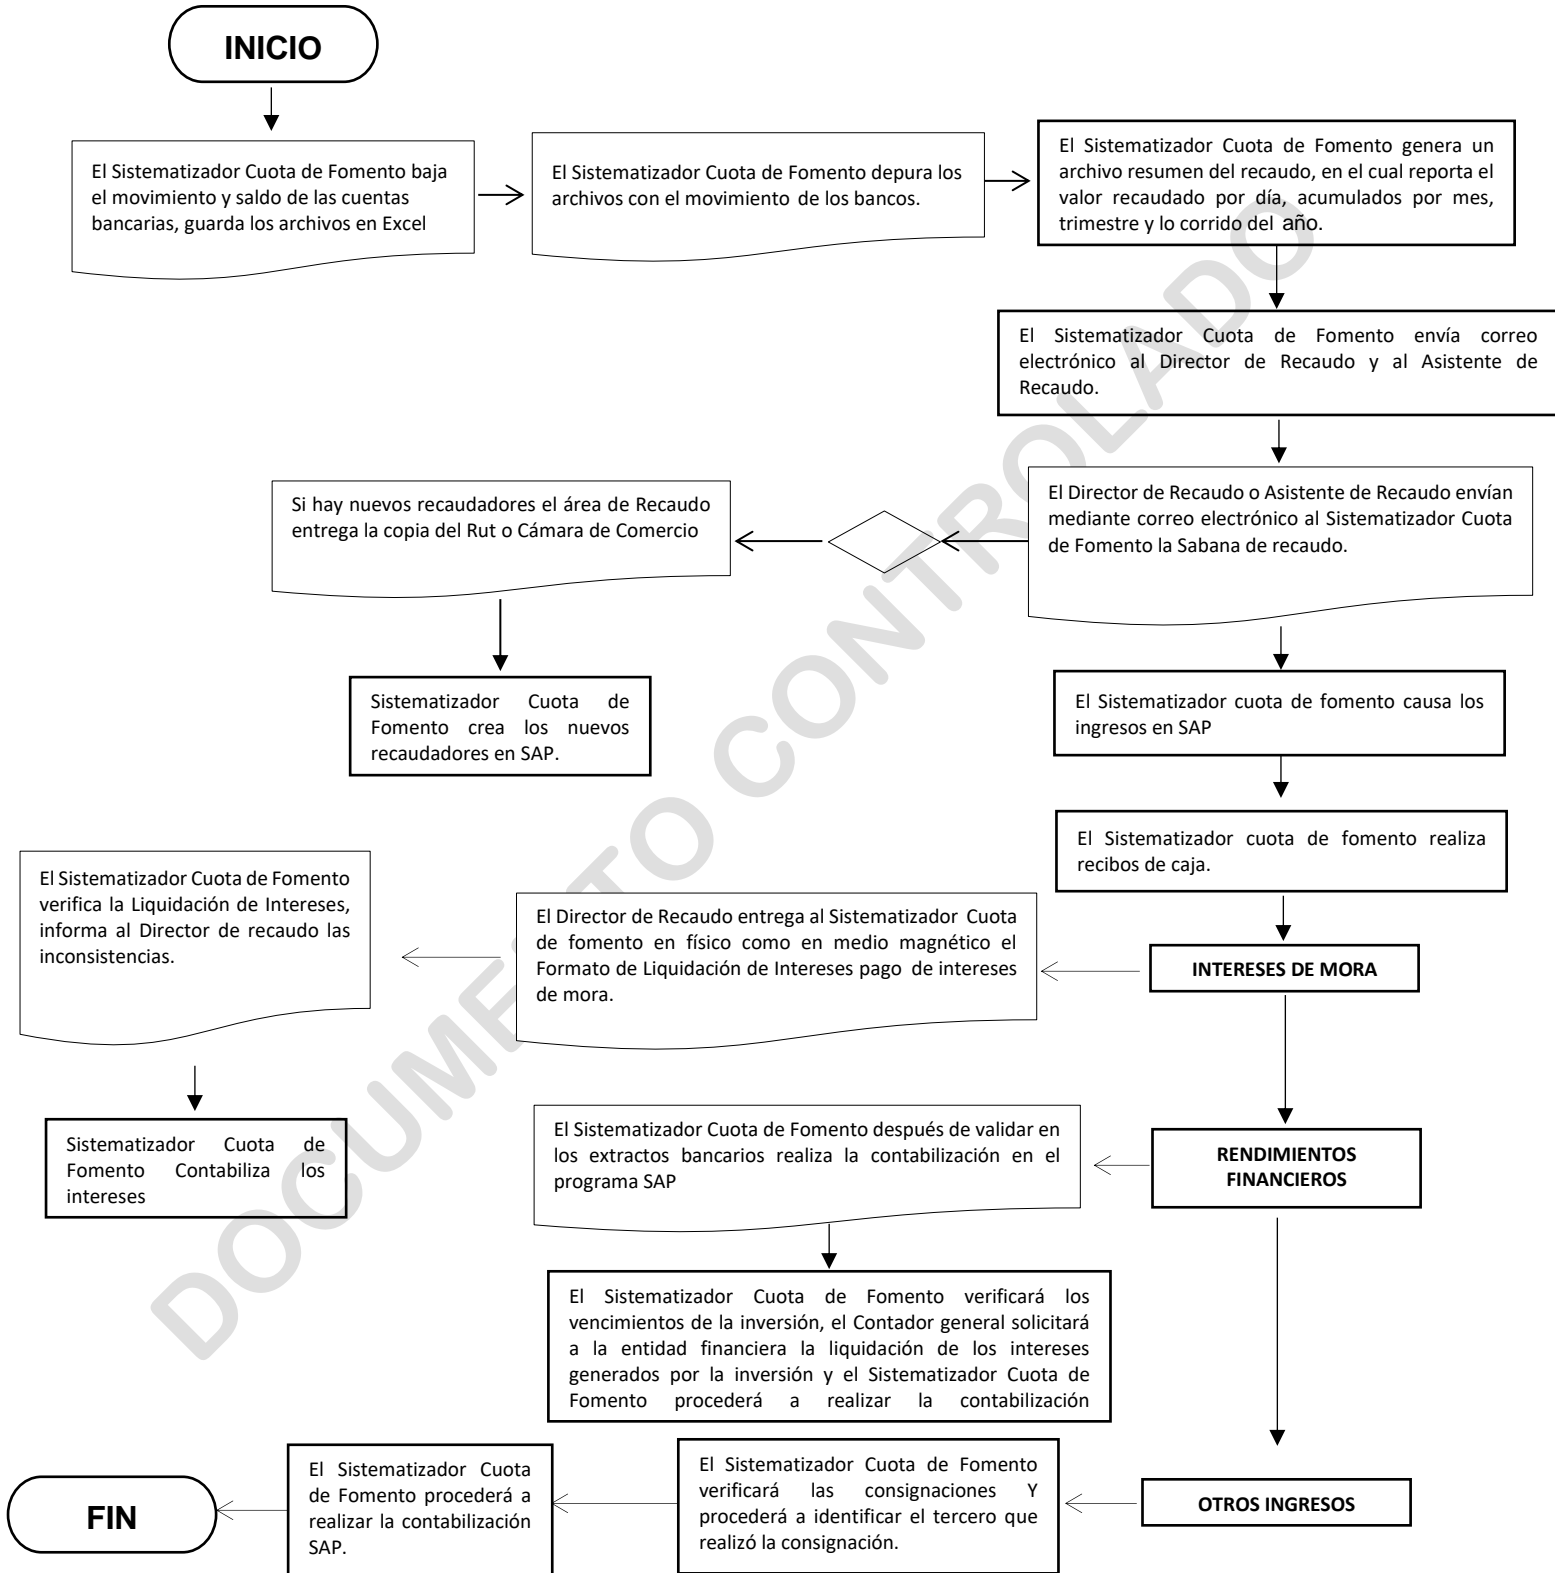 INICIO
El Sistematizador Cuota de Fomento baja
el movimiento y saldo de las cuentas
bancarias, guarda los archivos en Excel
El Sistematizador Cuota de Fomento depura los
archivos con el movimiento de los bancos.
El Sistematizador Cuota de Fomento genera un
archivo resumen del recaudo, en el cual reporta el
valor recaudado por día, acumulados por mes,
trimestre y lo corrido del año.
El Sistematizador Cuota de Fomento envía correo
electrónico al Director de Recaudo y al Asistente de
Recaudo.
El Director de Recaudo o Asistente de Recaudo envían
mediante correo electrónico al Sistematizador Cuota
de Fomento la Sabana de recaudo.
Si hay nuevos recaudadores el área de Recaudo
entrega la copia del Rut o Cámara de Comercio
Sistematizador Cuota de
Fomento crea los nuevos
recaudadores en SAP.
El Sistematizador cuota de fomento causa los
ingresos en SAP
El Sistematizador cuota de fomento realiza
recibos de caja.
INTERESES DE MORA
El Director de Recaudo entrega al Sistematizador Cuota
de fomento en físico como en medio magnético el
Formato de Liquidación de Intereses pago de intereses
de mora.
El Sistematizador Cuota de Fomento
verifica la Liquidación de Intereses,
informa al Director de recaudo las
inconsistencias.
Sistematizador Cuota de
Fomento Contabiliza los
intereses
RENDIMIENTOS
FINANCIEROS
El Sistematizador Cuota de Fomento después de validar en
los extractos bancarios realiza la contabilización en el
programa SAP
El Sistematizador Cuota de Fomento verificará los
vencimientos de la inversión, el Contador general solicitará
a la entidad financiera la liquidación de los intereses
generados por la inversión y el Sistematizador Cuota de
Fomento procederá a realizar la contabilización
OTROS INGRESOS
El Sistematizador Cuota de Fomento
verificará las consignaciones Y
procederá a identificar el tercero que
realizó la consignación.
El Sistematizador Cuota
de Fomento procederá a
realizar la contabilización
SAP.
FIN
DOCUMENTO CONTROLADO